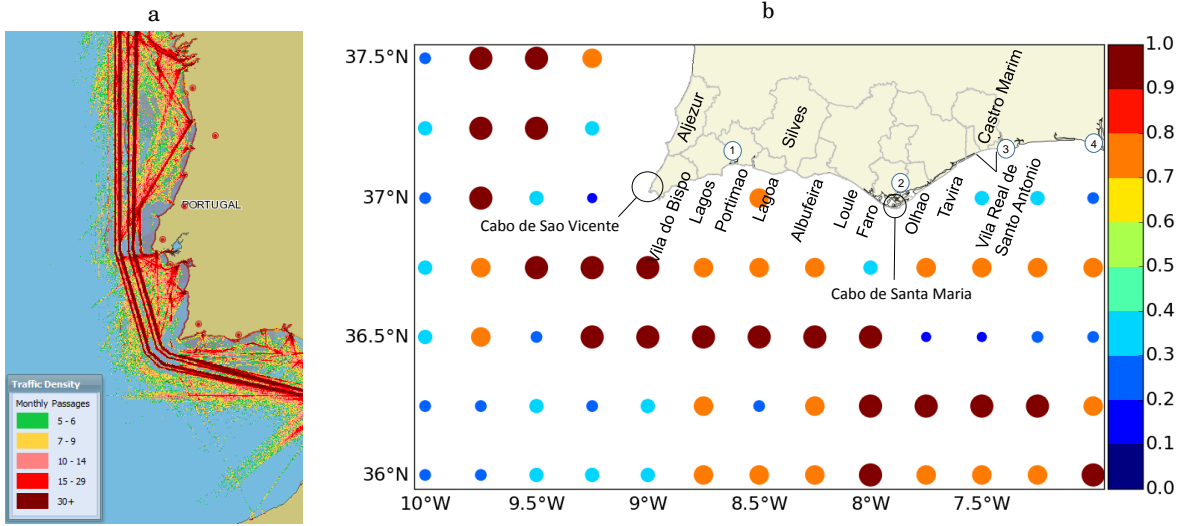 a
PORTUGAL
Traffic Density
Monthly Passages
5 - 6
7 - 9
10 - 14
15 - 29
30+
b
37.5°N
37°N
36.5°N
36°N
10°W
9.5°W
9°W
8.5°W
8°W
7.5°W
Aljezur
Silves
Castro Marim
1
2
3
4
Cabo de Sao Vicente
Vila do Bispo
Lagos
Portimao
Lagoa
Albufeira
Loule
Faro
Olhao
Tavira
Vila Real de
Santo Antonio
Cabo de Santa Maria
1.0
0.9
0.8
0.7
0.6
0.5
0.4
0.3
0.2
0.1
0.0